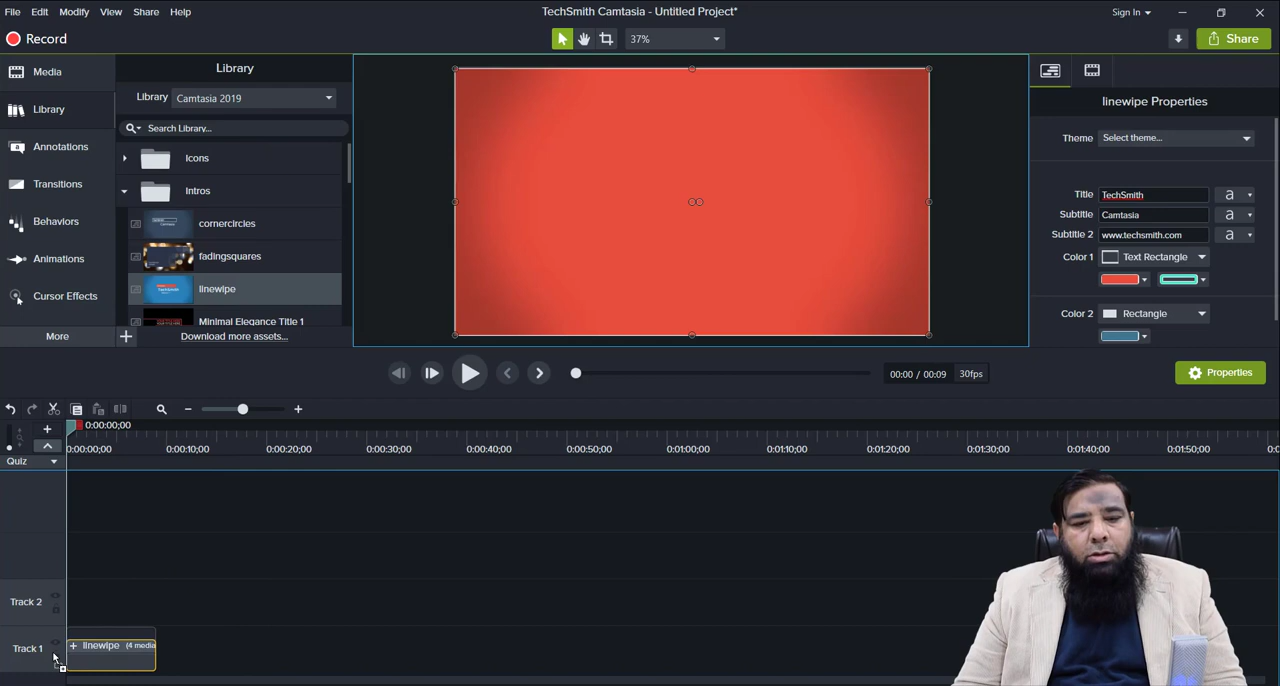 File Edit Modify View Share Help
TechSmith Camtasia - Untitled Project*
Sign In
Record
37%
Share
Media
Library
Annotations
Transitions
Behaviors
Animations
Cursor Effects
More
Library
Library Camtasia 2019
Search Library...
Icons
Intros
cornercircles
fadingsquares
linewipe
Minimal Elegance Title 1
Download more assets...
linewipe Properties
Theme Select theme...
Title TechSmith a
Subtitle Camtasia a
Subtitle 2 www.techsmith.com a
Color 1 Text Rectangle
Color 2 Rectangle
00:00 / 00:09 30fps
Properties
0:00:00;00
0:00:00;00 0:00:10;00 0:00:20;00 0:00:30;00 0:00:40;00 0:00:50;00 0:01:00;00 0:01:10;00 0:01:20;00 0:01:30;00 0:01:40;00 0:01:50;00
Quiz
Track 2
Track 1
linewipe (4 media